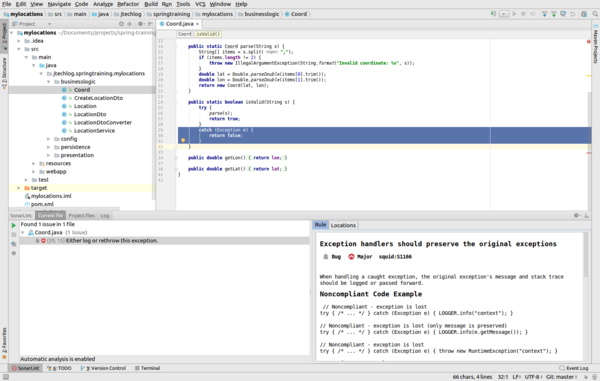 File Edit View Navigate Code Analyze Refactor Build Run Tools VCS Window Help
mylocations src main java jtechlog springtraining mylocations businesslogic Coord
Project
Coord.java
mylocations ~/Documents/projects/spring-training
Coord isValid()
.idea
src
main
java
jtechlog.springtraining.mylocations
businesslogic
Coord
CreateLocationDto
Location
LocationDto
LocationDtoConverter
LocationService
config
persistence
presentation
resources
webapp
test
target
mylocations.iml
pom.xml
public static Coord parse(String s) {
String[] items = s.split(regex: ",");
if (items.length != 2) {
throw new IllegalArgumentException(String.format("Invalid coordinate: %s", s));
}
double lat = Double.parseDouble(items[0].trim());
double lon = Double.parseDouble(items[1].trim());
return new Coord(lat, lon);
}
public static boolean isValid(String s) {
try {
parse(s);
return true;
}
catch (Exception e) {
return false;
}
}
public double getLon() { return lon; }
public double getLat() { return lat; }
}
1: Project
7: Structure
2: Favorites
Maven Projects
SonarLint: Current file Project files Log
Found 1 issue in 1 file
Coord.java (1 issue)
(29, 15) Either log or rethrow this exception.
Automatic analysis is enabled
Rule Locations
Exception handlers should preserve the original exceptions
Bug Major squid:S1166
When handling a caught exception, the original exception's message and stack trace
should be logged or passed forward.
Noncompliant Code Example
// Noncompliant - exception is lost
try { /* ... */ } catch (Exception e) { LOGGER.info("context"); }
// Noncompliant - exception is lost (only message is preserved)
try { /* ... */ } catch (Exception e) { LOGGER.info(e.getMessage()); }
// Noncompliant - exception is lost
try { /* ... */ } catch (Exception e) { throw new RuntimeException("context"); }
SonarLint 6: TODO 9: Version Control Terminal Event Log
66 chars, 4 lines 32:1 LF÷ UTF-8÷ Git: master÷